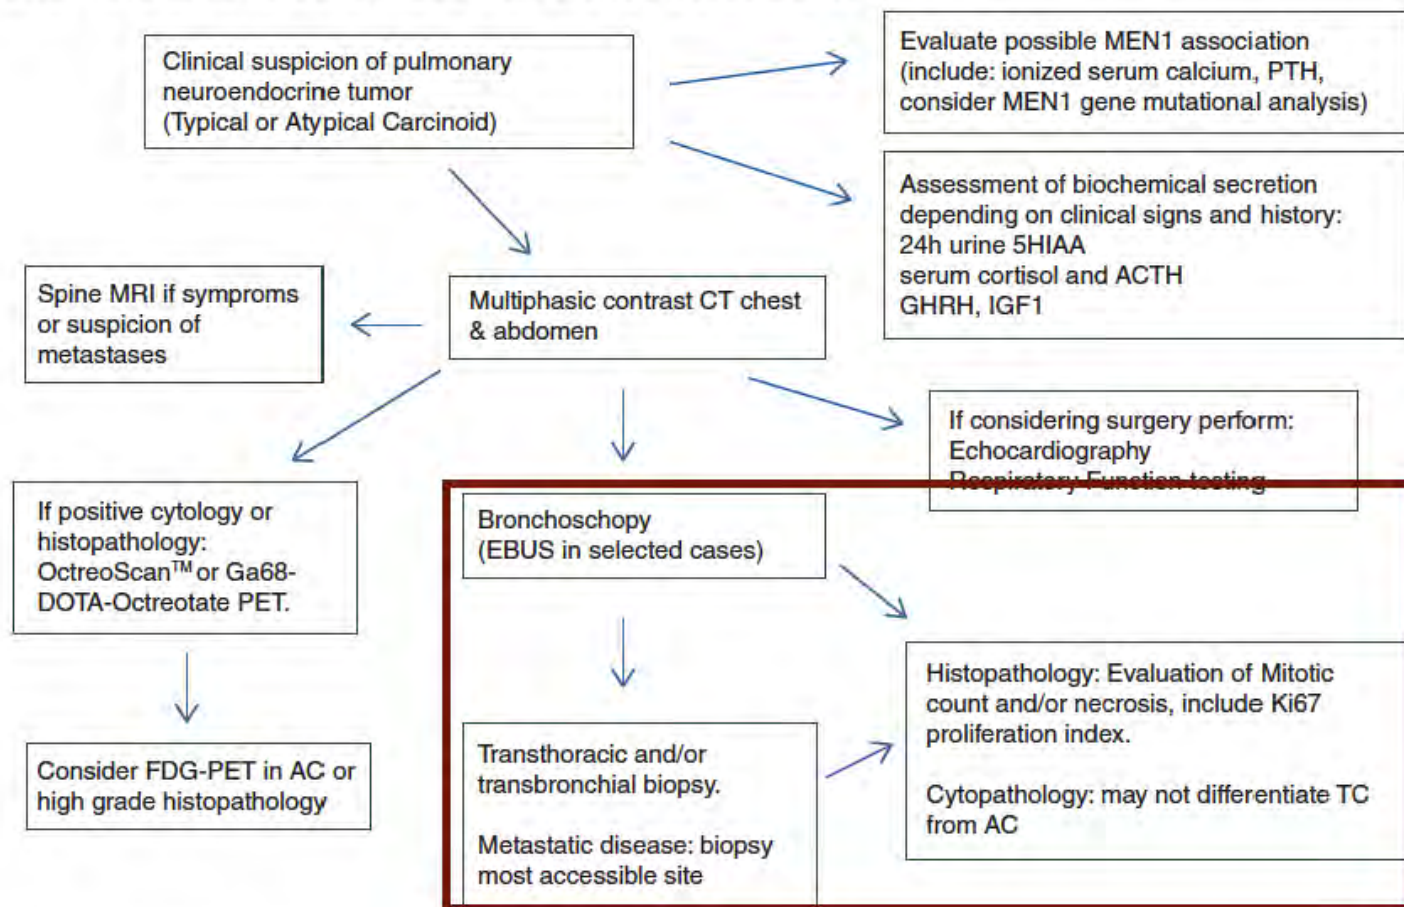 Clinical suspicion of pulmonary
neuroendocrine tumor
(Typical or Atypical Carcinoid)
Evaluate possible MEN1 association
(include: ionized serum calcium, PTH,
consider MEN1 gene mutational analysis)
Assessment of biochemical secretion
depending on clinical signs and history:
24h urine 5HIAA
serum cortisol and ACTH
GHRH, IGF1
Spine MRI if symproms
or suspicion of
metastases
Multiphasic contrast CT chest
& abdomen
If considering surgery perform:
Echocardiography
Respiratory Function testing
If positive cytology or
histopathology:
OctreoScan™ or Ga68-
DOTA-Octreotate PET.
Bronchoschopy
(EBUS in selected cases)
Histopathology: Evaluation of Mitotic
count and/or necrosis, include Ki67
proliferation index.
Cytopathology: may not differentiate TC
from AC
Consider FDG-PET in AC or
high grade histopathology
Transthoracic and/or
transbronchial biopsy.
Metastatic disease: biopsy
most accessible site